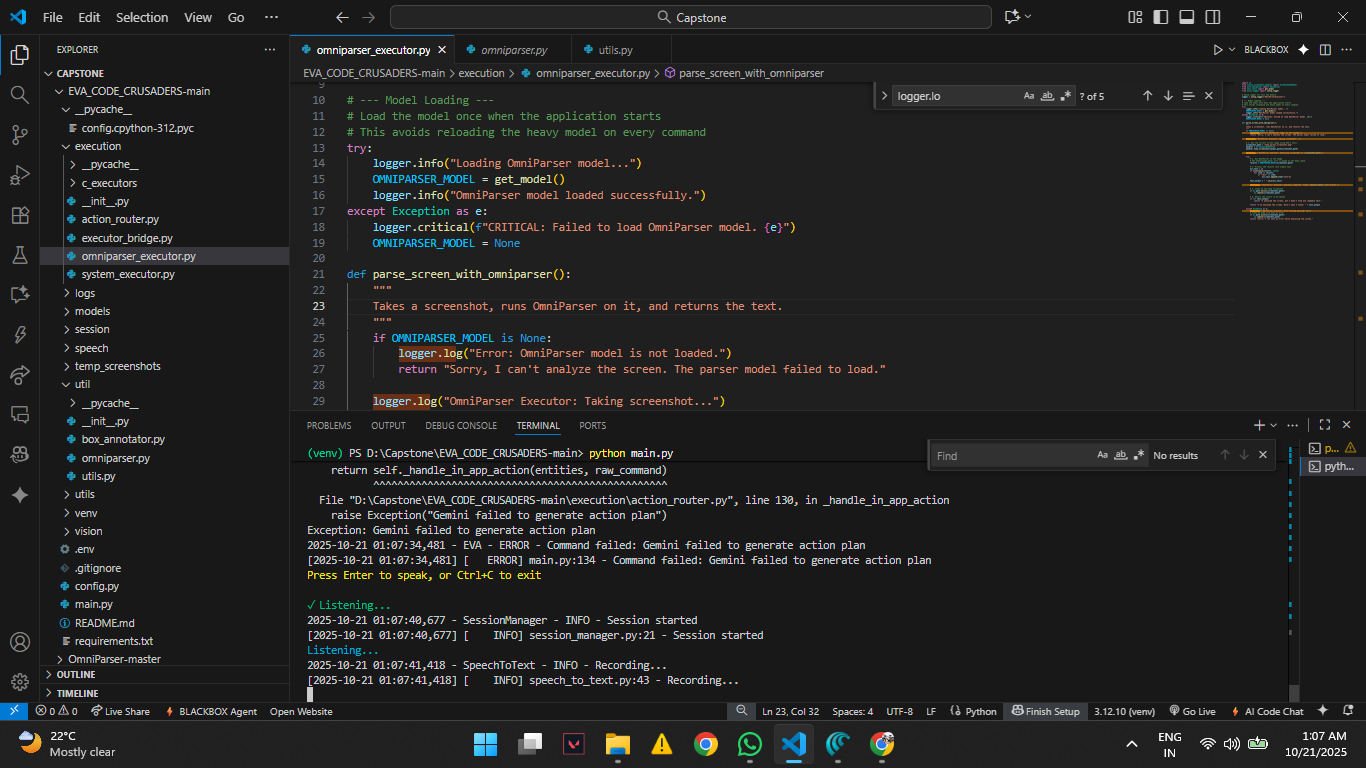 File Edit Selection View Go ··· Capstone
EXPLORER ···
CAPSTONE
EVA_CODE_CRUSADERS-main
__pycache__
config.cpython-312.pyc
execution
__pycache__
c_executors
__init__.py
action_router.py
executor_bridge.py
omniparser_executor.py
system_executor.py
logs
models
session
speech
temp_screenshots
util
__pycache__
__init__.py
box_annotator.py
omniparser.py
utils.py
utils
venv
vision
.env
.gitignore
config.py
main.py
README.md
requirements.txt
OmniParser-master
OUTLINE
TIMELINE
omniparser_executor.py omniparser.py utils.py BLACKBOX
EVA_CODE_CRUSADERS-main > execution > omniparser_executor.py > parse_screen_with_omniparser
logger.lo Aa ab .* ? of 5
9
10 # --- Model Loading ---
11 # Load the model once when the application starts
12 # This avoids reloading the heavy model on every command
13 try:
14 logger.info("Loading OmniParser model...")
15 OMNIPARSER_MODEL = get_model()
16 logger.info("OmniParser model loaded successfully.")
17 except Exception as e:
18 logger.critical(f"CRITICAL: Failed to load OmniParser model. {e}")
19 OMNIPARSER_MODEL = None
20
21 def parse_screen_with_omniparser():
22 """
23 Takes a screenshot, runs OmniParser on it, and returns the text.
24 """
25 if OMNIPARSER_MODEL is None:
26 logger.log("Error: OmniParser model is not loaded.")
27 return "Sorry, I can't analyze the screen. The parser model failed to load."
28
29 logger.log("OmniParser Executor: Taking screenshot...")
PROBLEMS OUTPUT DEBUG CONSOLE TERMINAL PORTS
Find Aa ab .* No results
p...
pyth...
(venv) PS D:\Capstone\EVA_CODE_CRUSADERS-main> python main.py
return self._handle_in_app_action(entities, raw_command)
^^^^^^^^^^^^^^^^^^^^^^^^^^^^^^^^^^^^^^^^^^^^^^^^^
File "D:\Capstone\EVA_CODE_CRUSADERS-main\execution\action_router.py", line 130, in _handle_in_app_action
raise Exception("Gemini failed to generate action plan")
Exception: Gemini failed to generate action plan
2025-10-21 01:07:34,481 - EVA - ERROR - Command failed: Gemini failed to generate action plan
[2025-10-21 01:07:34,481] [   ERROR] main.py:134 - Command failed: Gemini failed to generate action plan
Press Enter to speak, or Ctrl+C to exit
✓ Listening...
2025-10-21 01:07:40,677 - SessionManager - INFO - Session started
[2025-10-21 01:07:40,677] [    INFO] session_manager.py:21 - Session started
Listening...
2025-10-21 01:07:41,418 - SpeechToText - INFO - Recording...
[2025-10-21 01:07:41,418] [    INFO] speech_to_text.py:43 - Recording...
0 0 Live Share BLACKBOX Agent Open Website Ln 23, Col 32 Spaces: 4 UTF-8 LF Python Finish Setup 3.12.10 (venv) Go Live AI Code Chat
22°C
Mostly clear
ENG
IN
1:07 AM
10/21/2025